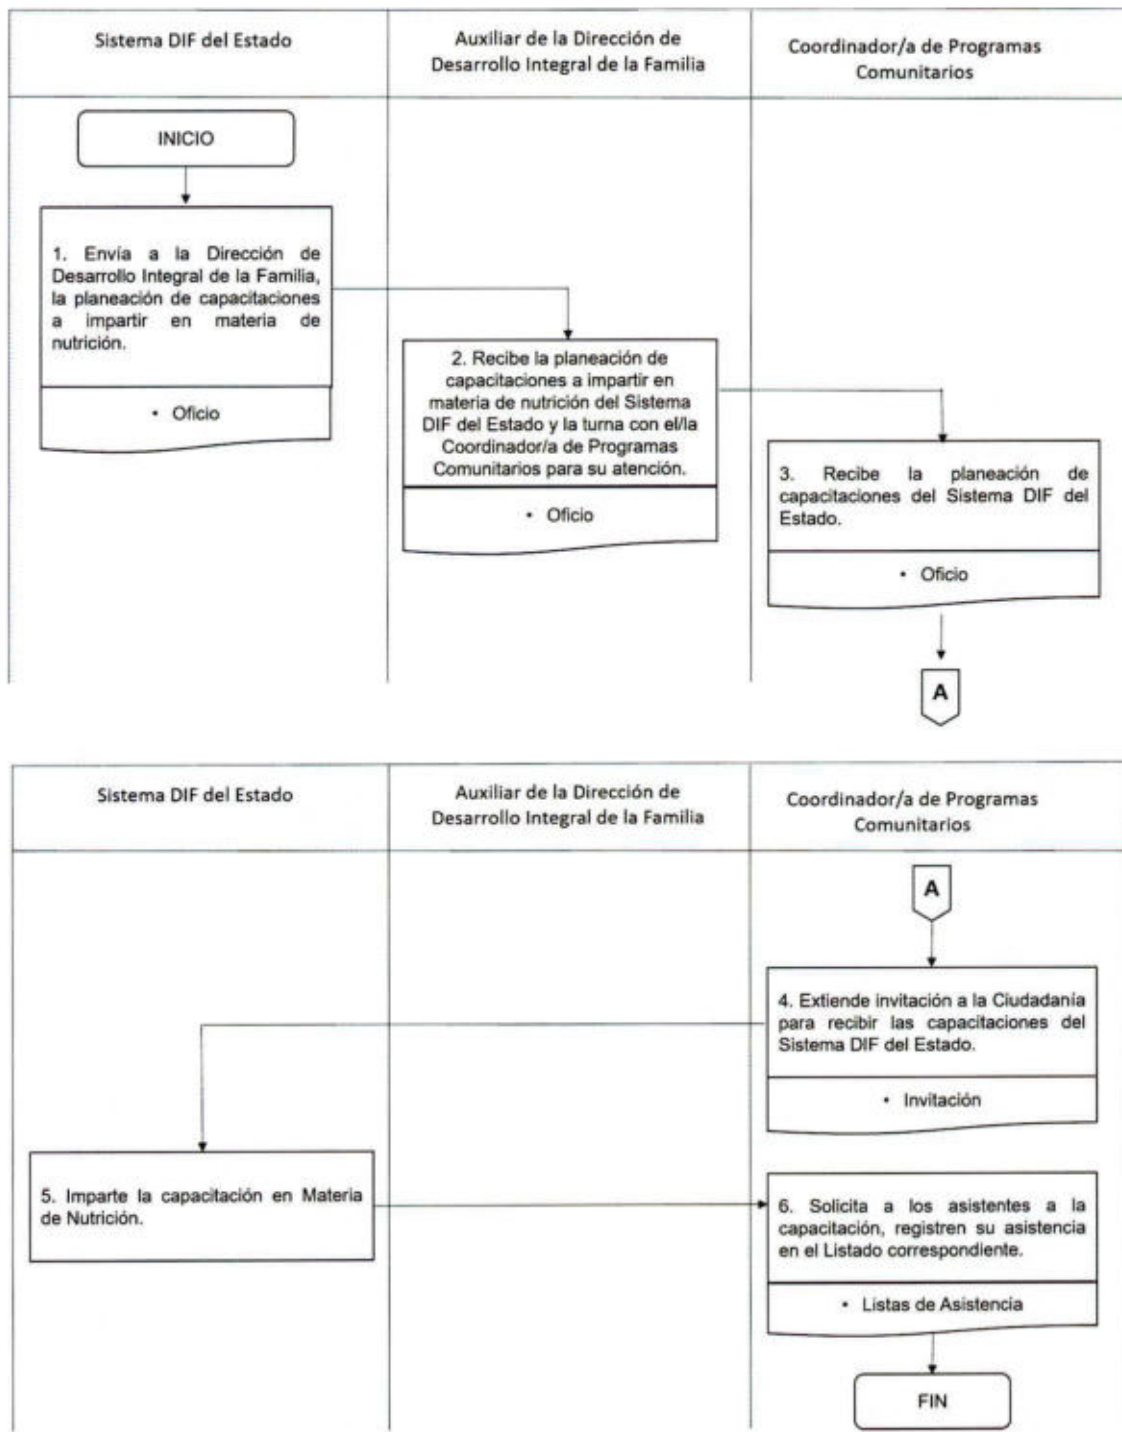 Sistema DIF del Estado
Auxiliar de la Dirección de
Desarrollo Integral de la Familia
Coordinador/a de Programas
Comunitarios
INICIO
1. Envía a la Dirección de
Desarrollo Integral de la Familia,
la planeación de capacitaciones
a impartir en materia de
nutrición.
• Oficio
2. Recibe la planeación de
capacitaciones a impartir en
materia de nutrición del Sistema
DIF del Estado y la turna con el/la
Coordinador/a de Programas
Comunitarios para su atención.
• Oficio
3. Recibe la planeación de
capacitaciones del Sistema DIF del
Estado.
• Oficio
A
Sistema DIF del Estado
Auxiliar de la Dirección de
Desarrollo Integral de la Familia
Coordinador/a de Programas
Comunitarios
A
4. Extiende invitación a la Ciudadanía
para recibir las capacitaciones del
Sistema DIF del Estado.
• Invitación
5. Imparte la capacitación en Materia
de Nutrición.
6. Solicita a los asistentes a la
capacitación, registren su asistencia
en el Listado correspondiente.
• Listas de Asistencia
FIN